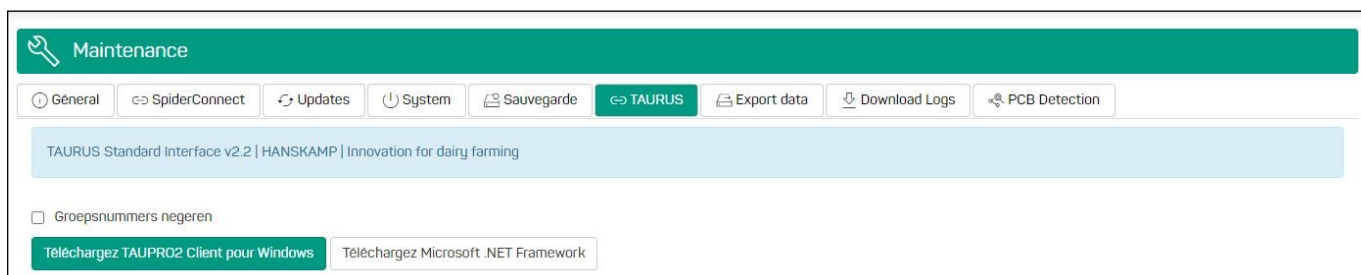 Maintenance
Géneral SpiderConnect Updates System Sauvegarde TAURUS Export data Download Logs PCB Detection
TAURUS Standard Interface v2.2 | HANSKAMP | Innovation for dairy farming
Groepsnummers negeren
Téléchargez TAUPRO2 Client pour Windows Téléchargez Microsoft .NET Framework